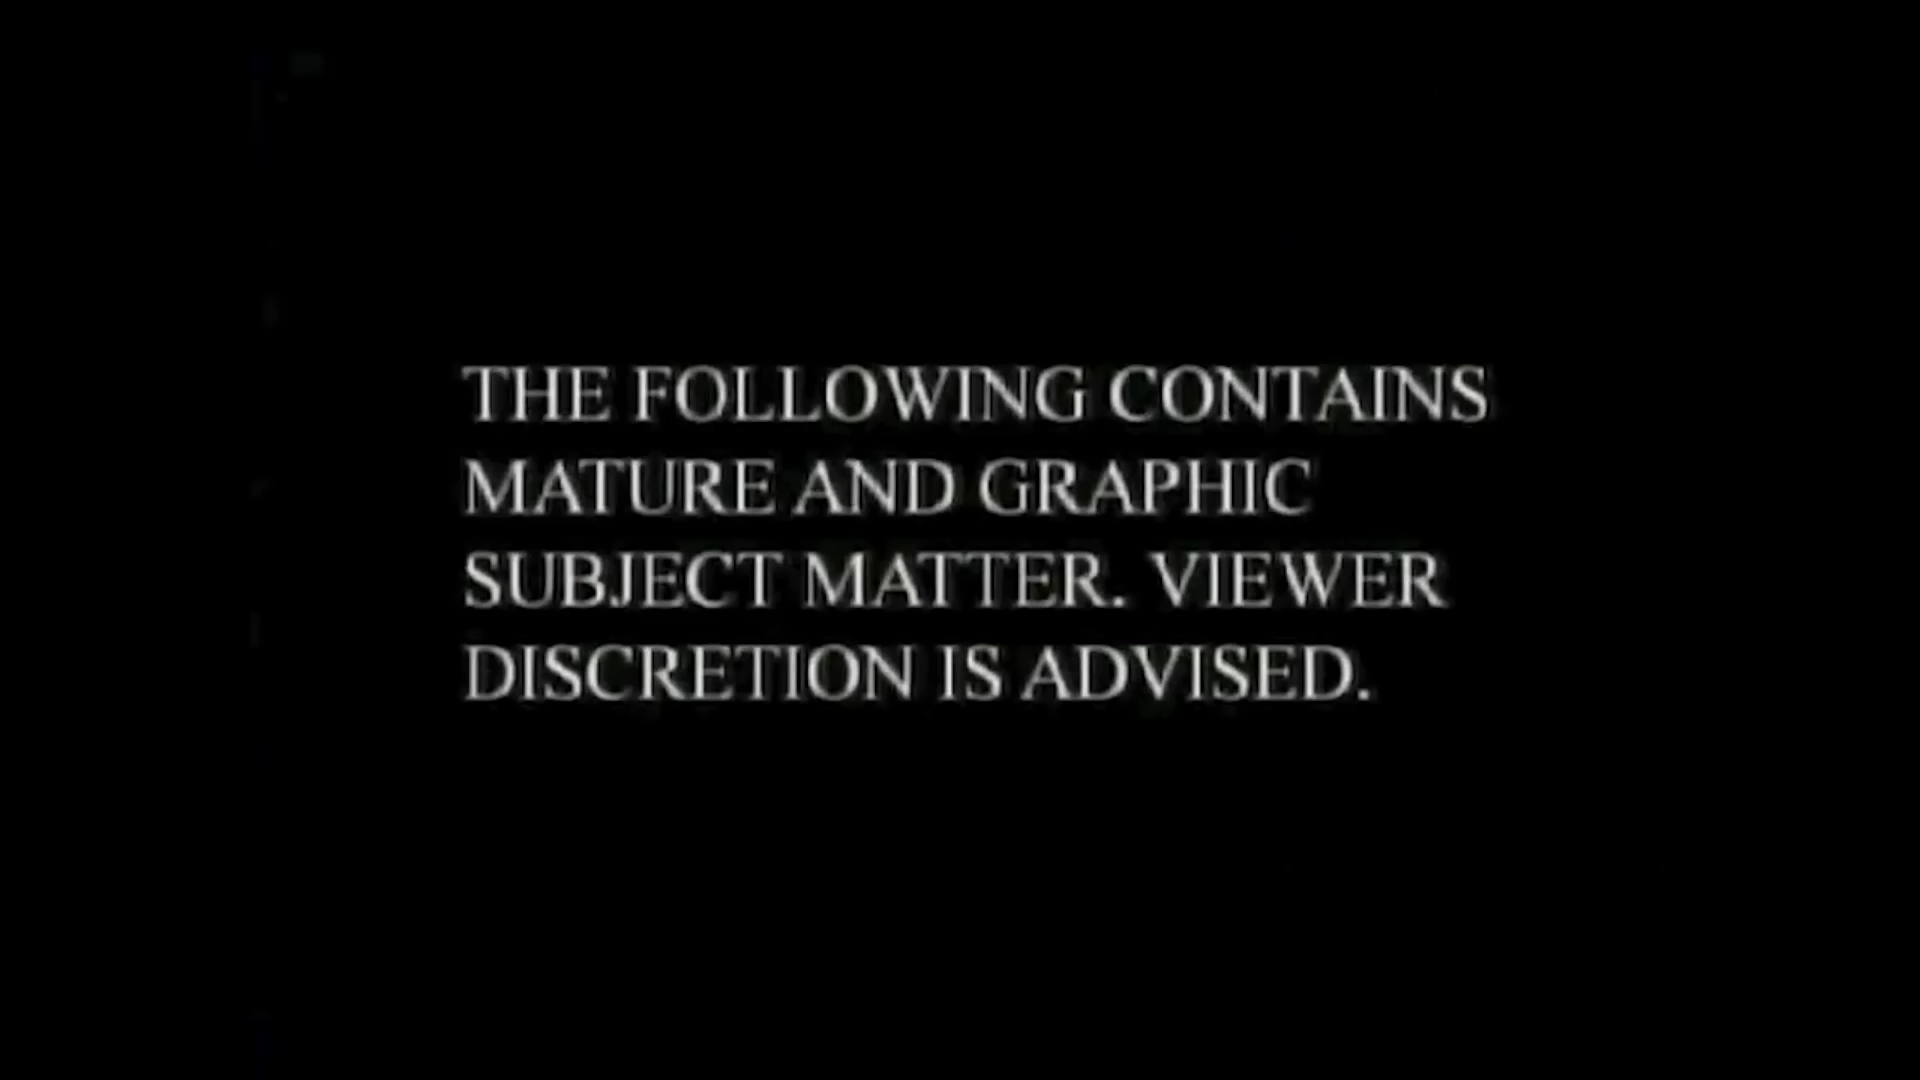 THE FOLLOWING CONTAINS
MATURE AND GRAPHIC
SUBJECT MATTER. VIEWER
DISCRETION IS ADVISED.